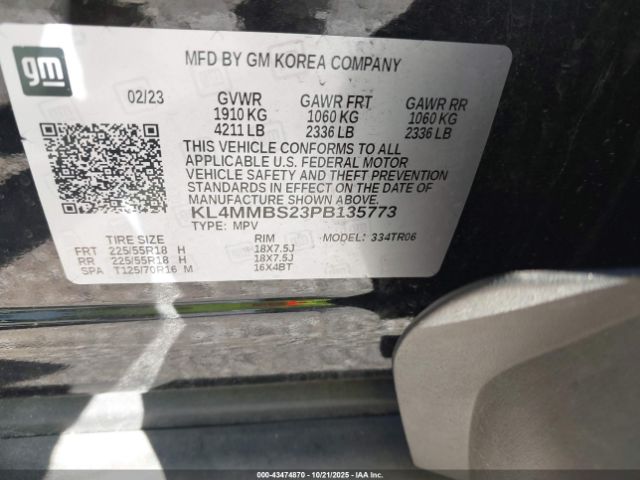 gm
MFD BY GM KOREA COMPANY
02/23 GVWR GAWR FRT GAWR RR
1910 KG 1060 KG 1060 KG
4211 LB 2336 LB 2336 LB
THIS VEHICLE CONFORMS TO ALL
APPLICABLE U.S. FEDERAL MOTOR
VEHICLE SAFETY AND THEFT PREVENTION
STANDARDS IN EFFECT ON THE DATE OF
MANUFACTURE SHOWN ABOVE.
KL4MMBS23PB135773
TYPE: MPV MODEL: 334TR06
TIRE SIZE RIM
FRT 225/55R18 H 18X7.5J
RR 225/55R18 H 18X7.5J
SPA T125/70R16 M 16X4BT
000-43474870 10/21/2025 (IAA)